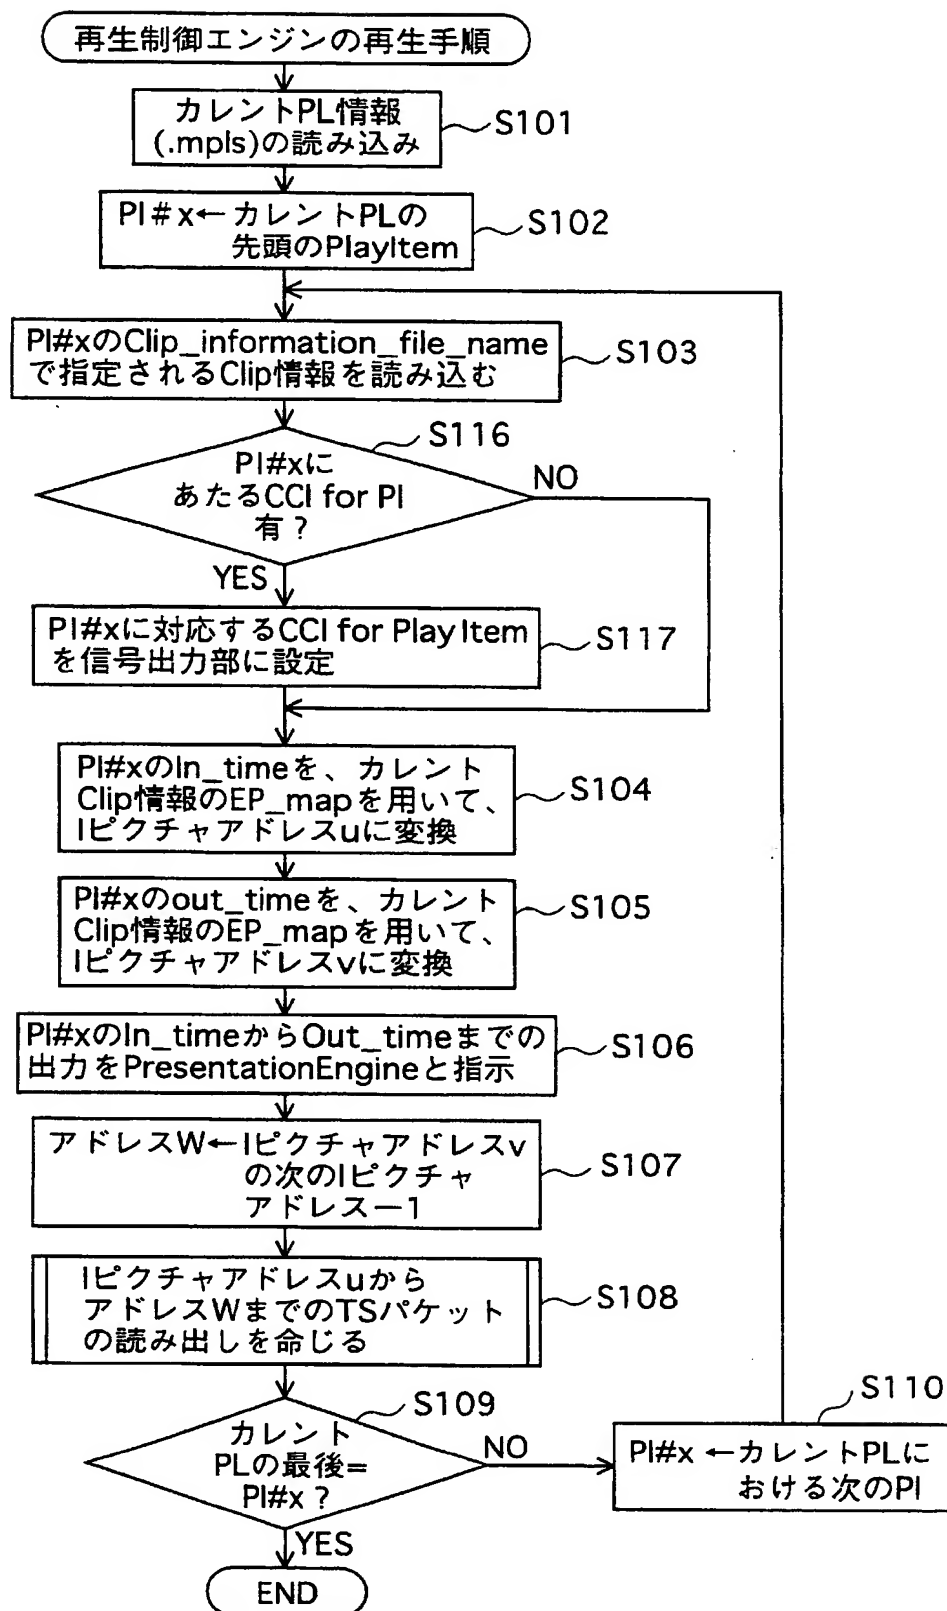 再生制御エンジンの再生手順
カレントPL情報
(.mpls)の読み込み
S101
PI#x←カレントPLの
先頭のPlayItem
S102
PI#xのClip_information_file_name
で指定されるClip情報を読み込む
S103
S116
PI#xに
あたるCCI for PI
有?
NO
YES
PI#xに対応するCCI for Play Item
を信号出力部に設定
S117
PI#xのIn_timeを、カレント
Clip情報のEP_mapを用いて、
Iピクチャアドレスuに変換
S104
PI#xのout_timeを、カレント
Clip情報のEP_mapを用いて、
Iピクチャアドレスvに変換
S105
PI#xのIn_timeからOut_timeまでの
出力をPresentationEngineと指示
S106
アドレスW←Iピクチャアドレスv
の次のIピクチャ
アドレスー1
S107
Iピクチャアドレスuから
アドレスWまでのTSパケット
の読み出しを命じる
S108
S109
カレント
PLの最後=
PI#x?
NO
S110
PI#x←カレントPLに
おける次のPI
YES
END